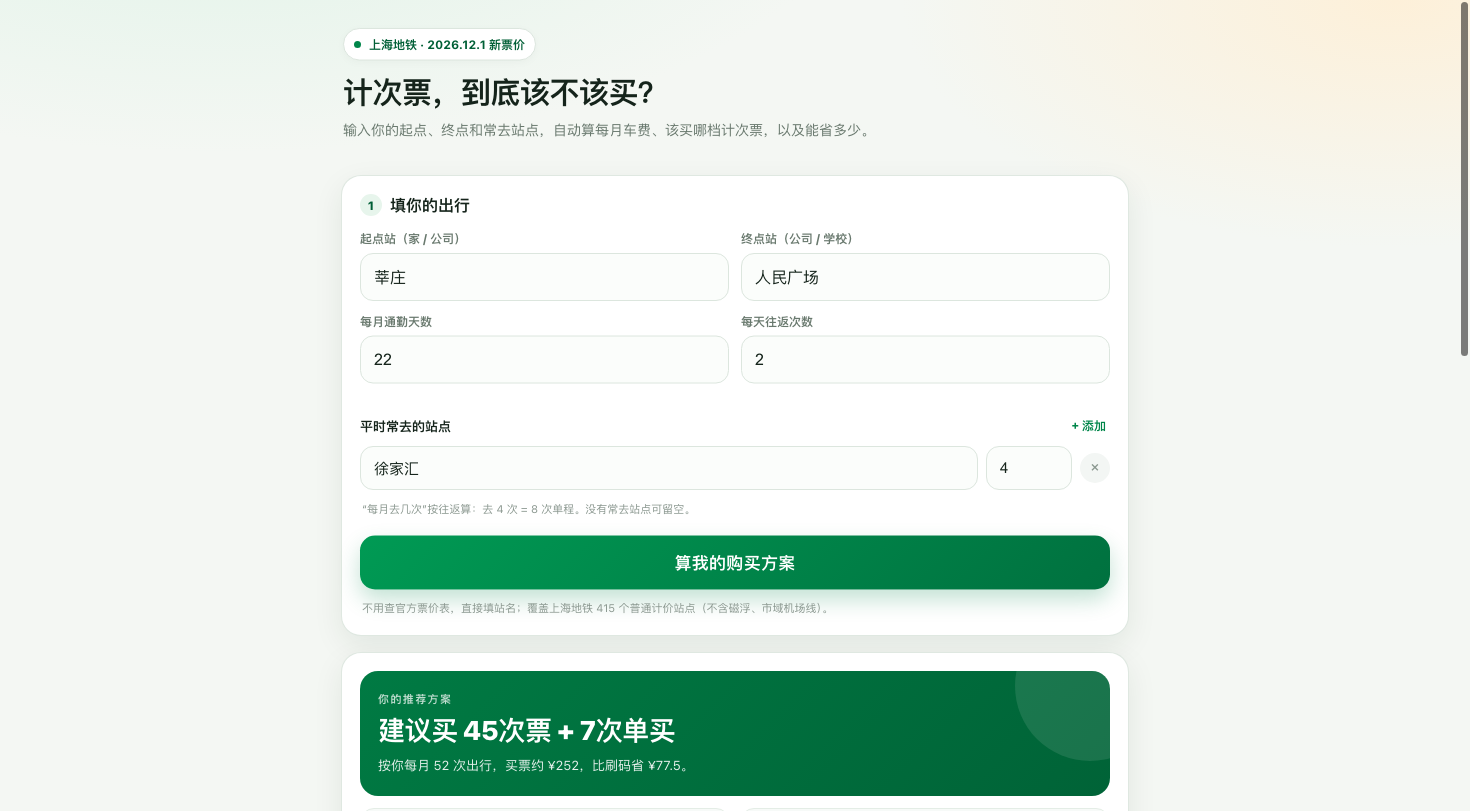 上海地铁 · 2026.12.1 新票价
计次票，到底该不该买?
输入你的起点、终点和常去站点，自动算每月车费、该买哪档计次票，以及能省多少。
1 填你的出行
起点站（家 / 公司）
终点站（公司 / 学校）
莘庄
人民广场
每月通勤天数
每天往返次数
22
2
平时常去的站点
+ 添加
徐家汇
4
×
“每月去几次”按往返算：去 4 次 = 8 次单程。没有常去站点可留空。
算我的购买方案
不用查官方票价表，直接填站名；覆盖上海地铁 415 个普通计价站点（不含磁浮、市域机场线）。
你的推荐方案
建议买 45次票 + 7次单买
按你每月 52 次出行，买票约 ¥252，比刷码省 ¥77.5。